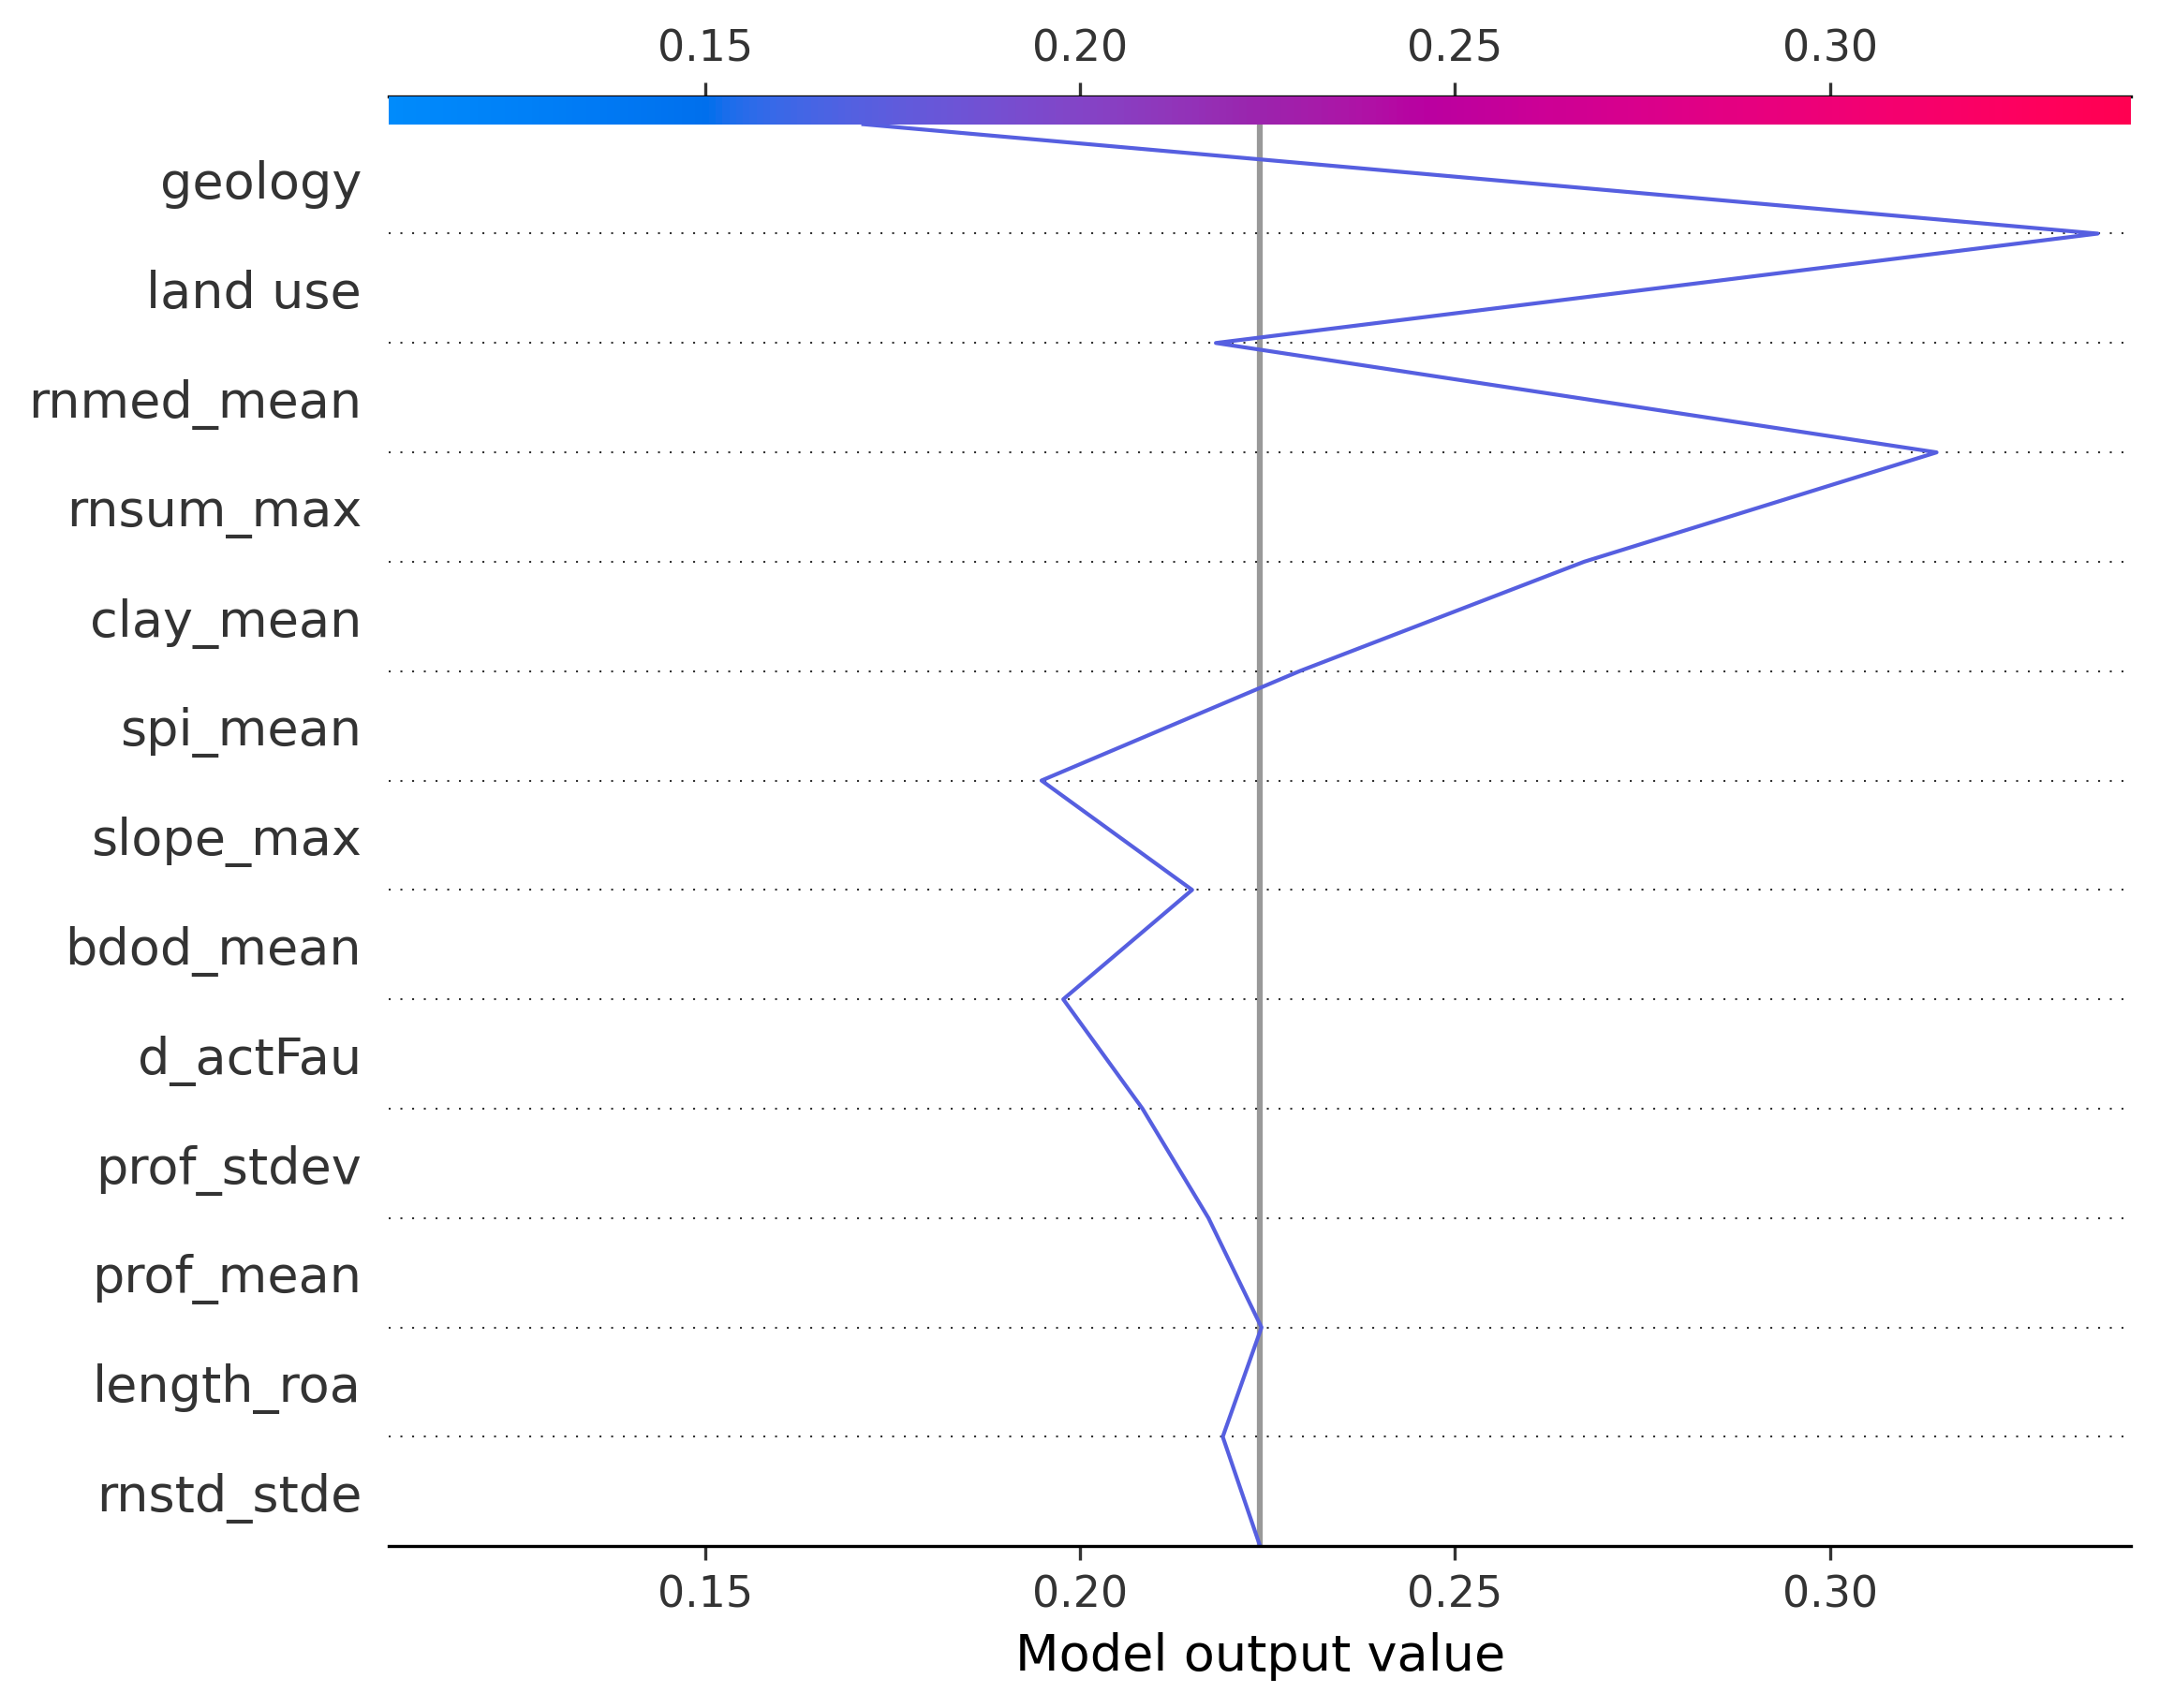 0.15 0.20 0.25 0.30
geology
land use
rnmed_mean
rnsum_max
clay_mean
spi_mean
slope_max
bdod_mean
d_actFau
prof_stdev
prof_mean
length_roa
rnstd_stde
0.15 0.20 0.25 0.30
Model output value